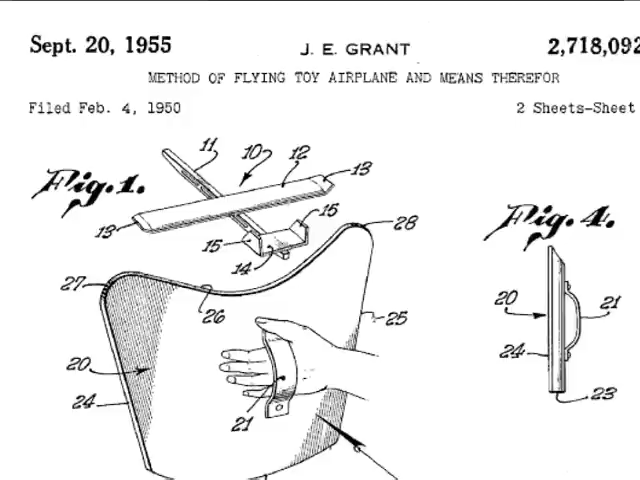 Sept. 20, 1955
J. E. GRANT
2,718,092
METHOD OF FLYING TOY AIRPLANE AND MEANS THEREFOR
Filed Feb. 4, 1950
2 Sheets-Sheet
Fig. 1.
11
10
12
13
13
15
15
14
28
27
26
25
20
24
21
Fig. 4.
20
21
24
23